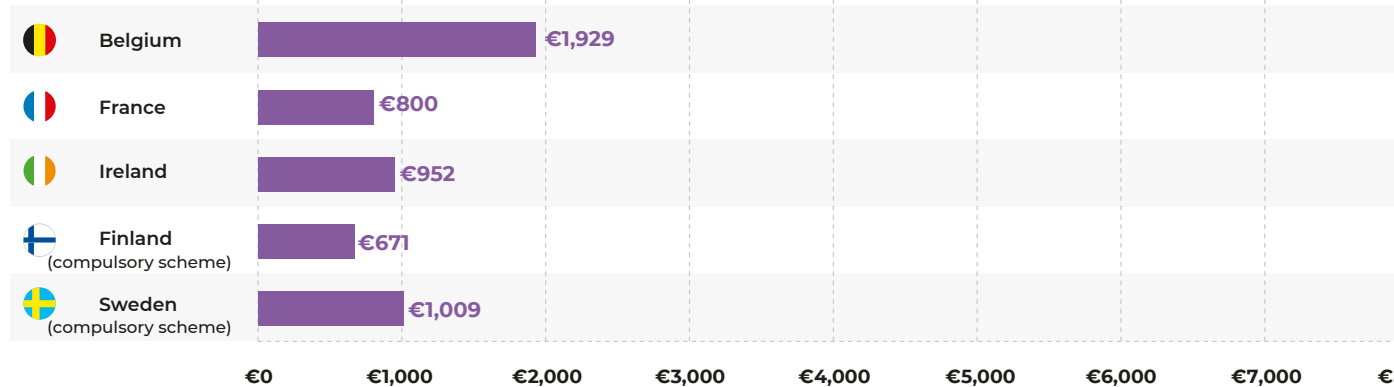 Belgium €1,929
France €800
Ireland €952
Finland €671
(compulsory scheme)
Sweden €1,009
(compulsory scheme)
€0 €1,000 €2,000 €3,000 €4,000 €5,000 €6,000 €7,000 €